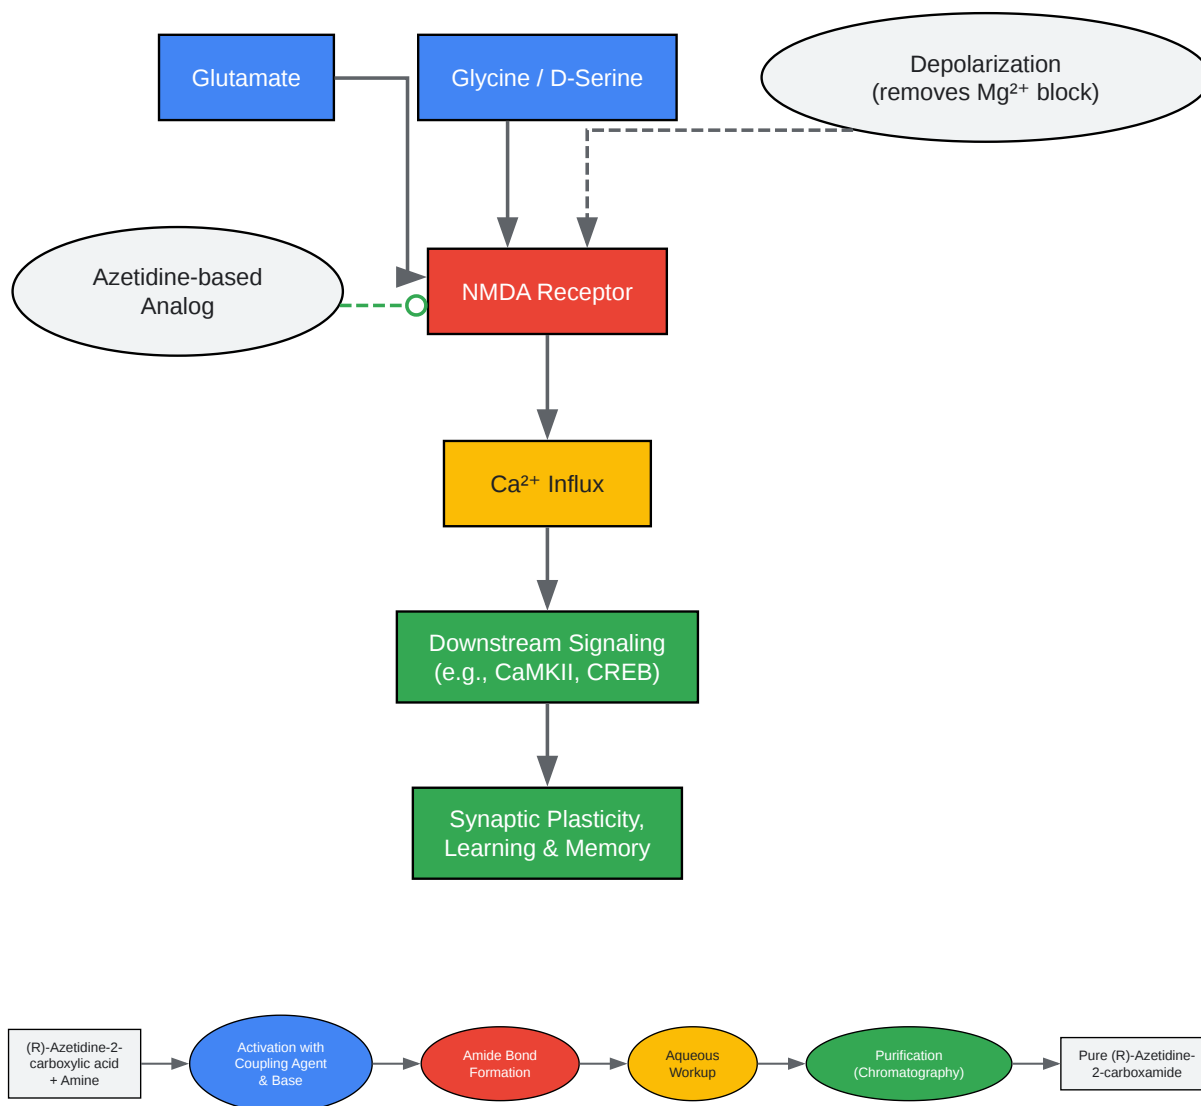 Glutamate
Glycine / D-Serine
Depolarization
(removes Mg²⁺ block)
Azetidine-based
Analog
NMDA Receptor
Ca²⁺ Influx
Downstream Signaling
(e.g., CaMKII, CREB)
Synaptic Plasticity,
Learning & Memory
(R)-Azetidine-2-
carboxylic acid
+ Amine
Activation with
Coupling Agent
& Base
Amide Bond
Formation
Aqueous
Workup
Purification
(Chromatography)
Pure (R)-Azetidine-
2-carboxamide